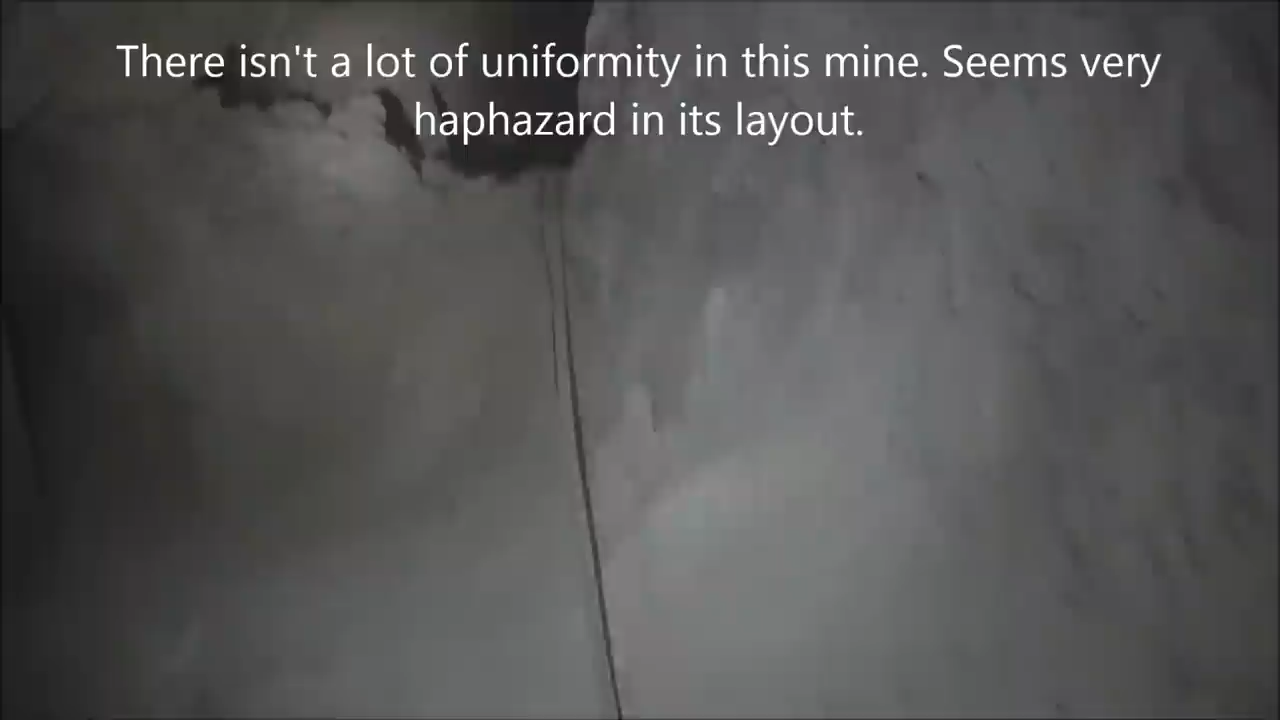 There isn't a lot of uniformity in this mine. Seems very
haphazard in its layout.